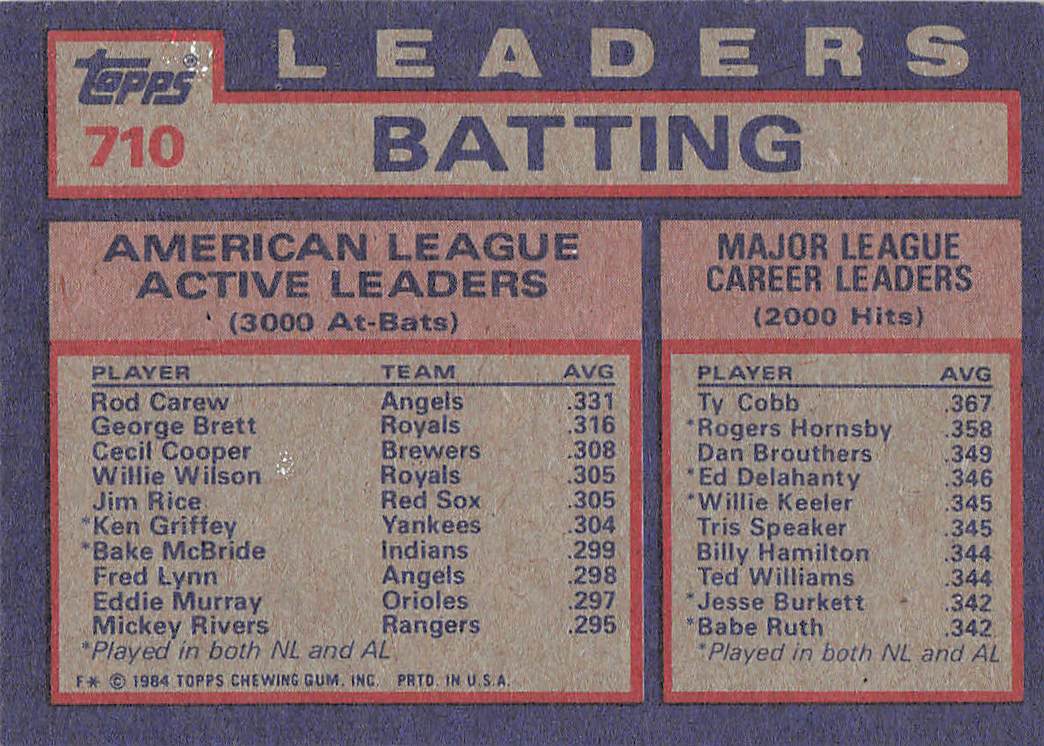 LEADERS
Topps®
710
BATTING
AMERICAN LEAGUE
ACTIVE LEADERS
(3000 At-Bats)
PLAYER TEAM AVG
Rod Carew Angels .331
George Brett Royals .316
Cecil Cooper Brewers .308
Willie Wilson Royals .305
Jim Rice Red Sox .305
*Ken Griffey Yankees .304
*Bake McBride Indians .299
Fred Lynn Angels .298
Eddie Murray Orioles .297
Mickey Rivers Rangers .295
*Played in both NL and AL
F* © 1984 TOPPS CHEWING GUM, INC. PRTD. IN U.S.A.
MAJOR LEAGUE
CAREER LEADERS
(2000 Hits)
PLAYER AVG
Ty Cobb .367
*Rogers Hornsby .358
Dan Brouthers .349
*Ed Delahanty .346
*Willie Keeler .345
Tris Speaker .345
Billy Hamilton .344
Ted Williams .344
*Jesse Burkett .342
*Babe Ruth .342
*Played in both NL and AL